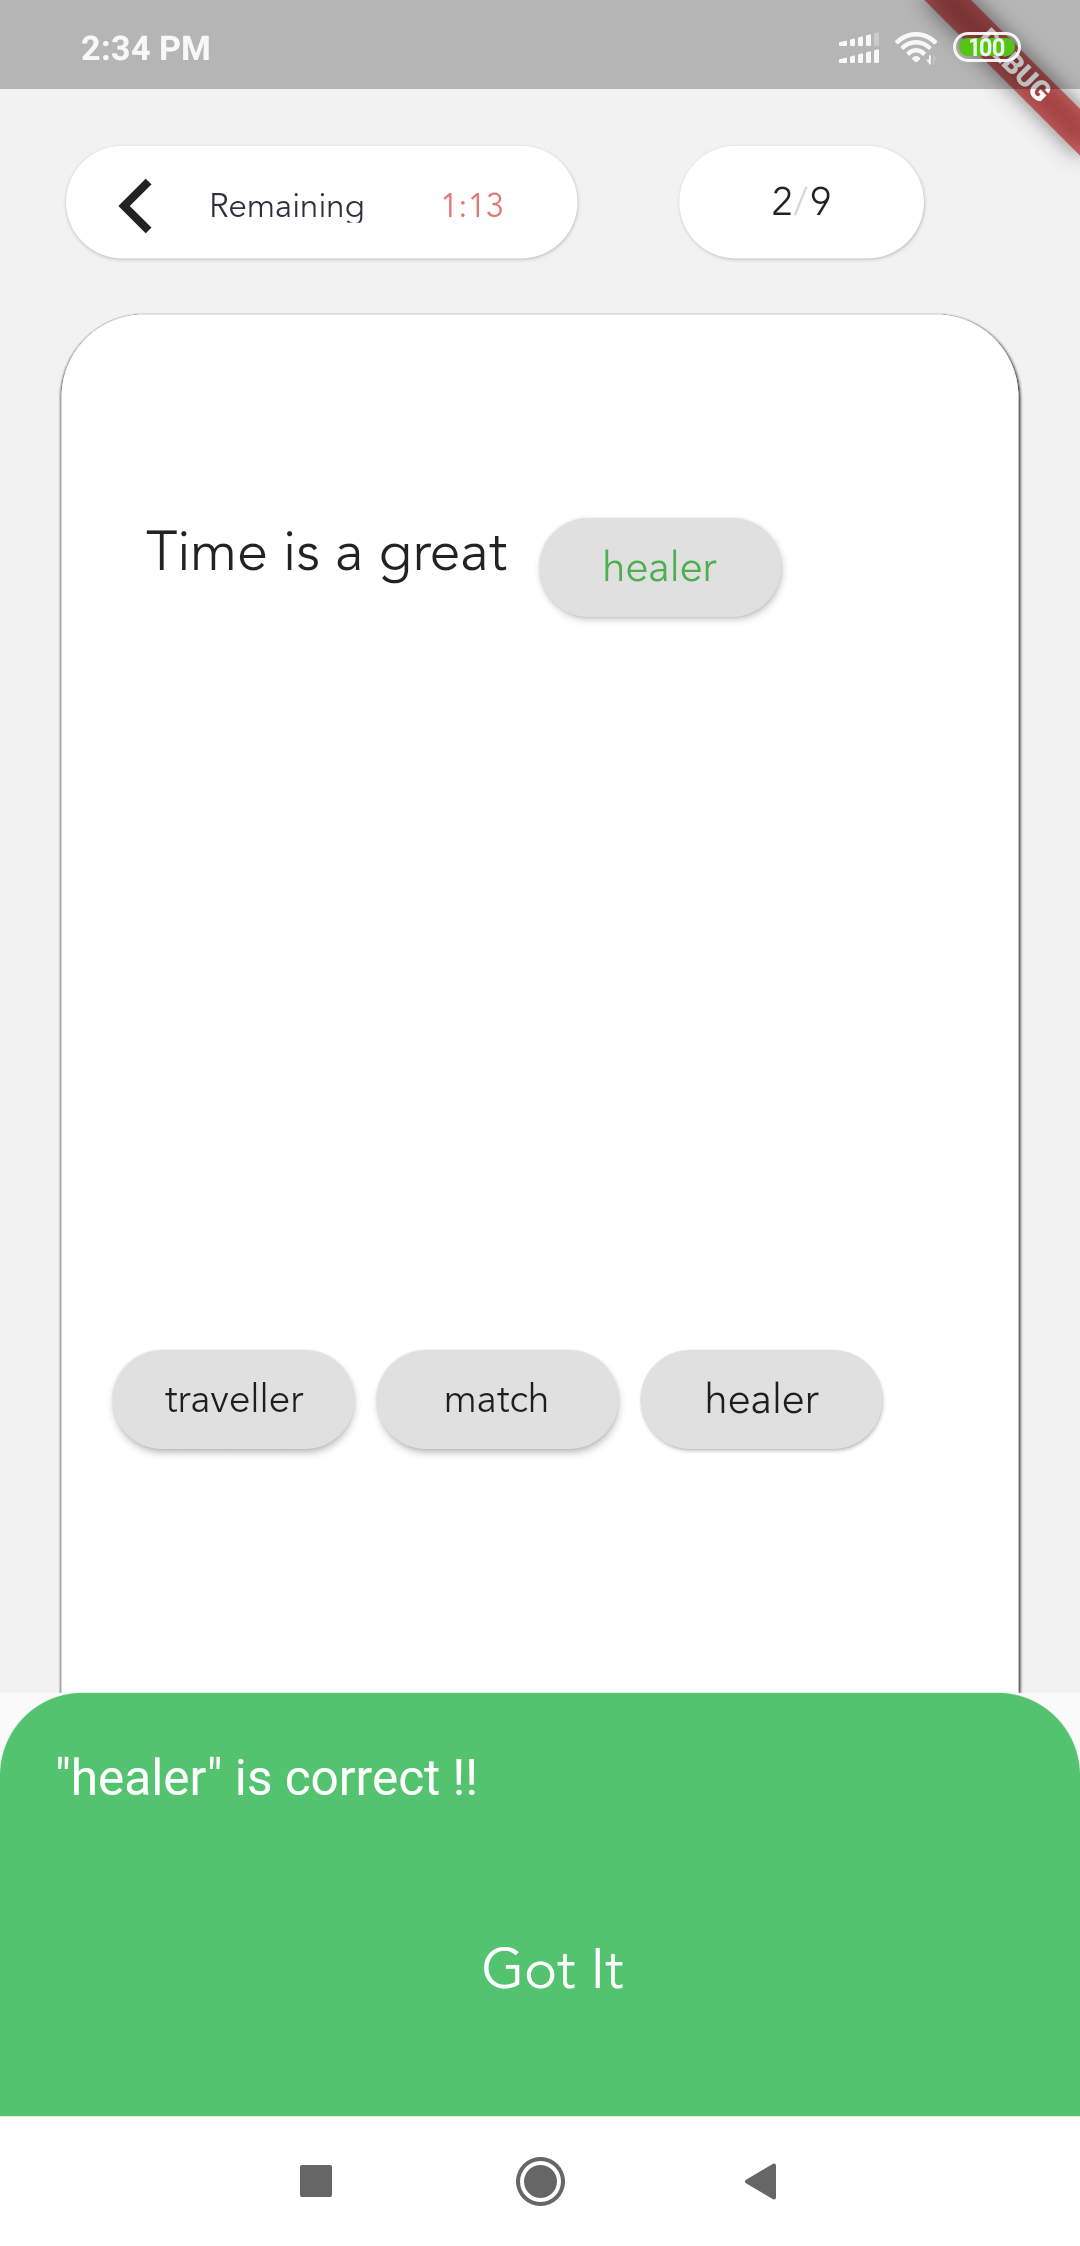 2:34 PM
100
DEBUG
Remaining 1:13
2/9
Time is a great healer
traveller match healer
"healer" is correct !!
Got It